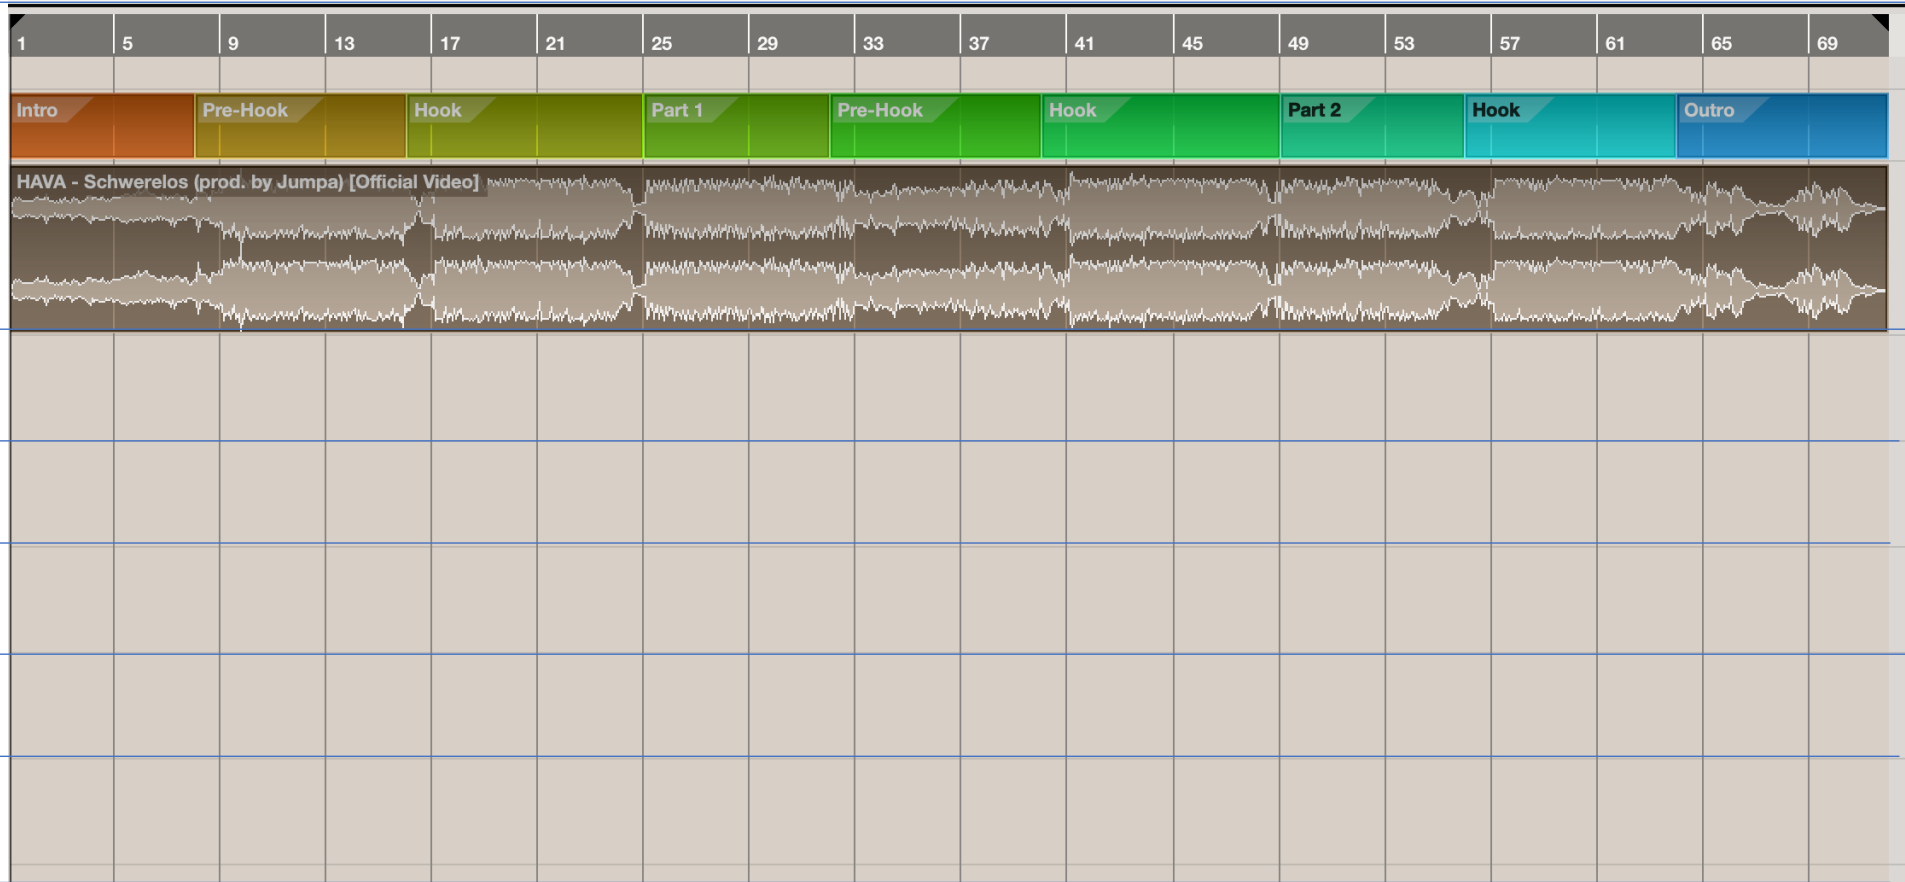 1 5 9 13 17 21 25 29 33 37 41 45 49 53 57 61 65 69
Intro Pre-Hook Hook Part 1 Pre-Hook Hook Part 2 Hook Outro
HAVA - Schwerelos (prod. by Jumpa) [Official Video]